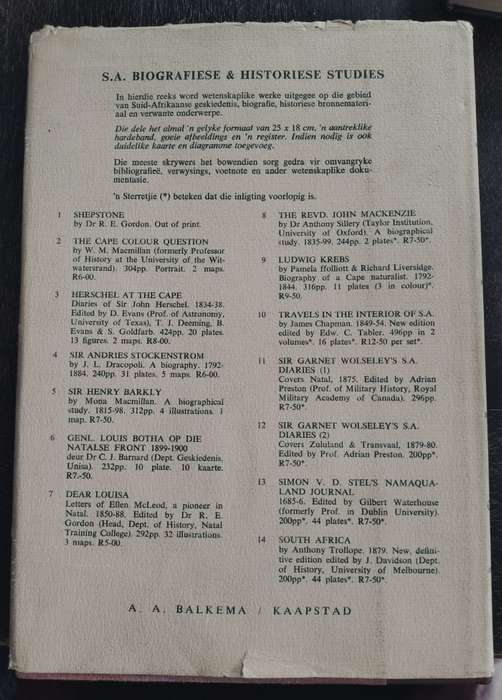 S.A. BIOGRAFIESE & HISTORIESE STUDIES
In hierdie reeks word wetenskaplike werke uitgegee op die gebied
van Suid-Afrikaanse geskiedenis, biografie, historiese bronnemateri-
aal en verwante onderwerpe.
Die dele het almal 'n gelyke formaat van 25 x 18 cm, 'n aantreklike
hardeband, goeie afbeeldings en 'n register. Indien nodig is ook
duidelike kaarte en diagramme toegevoeg.
Die meeste skrywers het bowendien sorg gedra vir omvangryke
bibliografieë, verwysings, voetnote en ander wetenskaplike doku-
mentasie.
'n Sterretjie (*) beteken dat die inligting voorlopig is.
1 SHEPSTONE
by Dr R. E. Gordon. Out of print.
2 THE CAPE COLOUR QUESTION
by W. M. Macmillan (formerly Professor
of History at the University of the Wit-
watersrand). 304pp. Portrait. 2 maps.
R6-00.
3 HERSCHEL AT THE CAPE
Diaries of Sir John Herschel. 1834-38.
Edited by D. Evans (Prof. of Astronomy,
University of Texas), T. J. Deeming, B.
Evans & S. Goldfarb. 424pp. 20 plates.
13 figures. 2 maps. R8-00.
4 SIR ANDRIES STOCKENSTROM
by J. L. Dracopoli. A biography. 1792-
1884. 240pp. 31 plates, 5 maps. R6-00.
5 SIR HENRY BARKLY
by Mona Macmillan. A biographical
study. 1815-98. 312pp. 4 illustrations. 1
map. R7-50.
6 GENL. LOUIS BOTHA OP DIE
NATALSE FRONT 1899-1900
deur Dr C. J. Barnard (Dept. Geskiedenis.
Unisa). 232pp. 10 plate. 10 kaarte.
R7.-50.
7 DEAR LOUISA
Letters of Ellen McLeod, a pioneer in
Natal. 1850-88. Edited by Dr R. E.
Gordon (Head, Dept. of History, Natal
Training College). 292pp. 32 illustrations.
3 maps. R5-00.
8 THE REVD. JOHN MACKENZIE
by Dr Anthony Sillery (Taylor Institution,
University of Oxford). A biographical
study. 1835-99. 244pp. 2 plates*. R7-50*.
9 LUDWIG KREBS
by Pamela ffolliott & Richard Liversidge.
Biography of a Cape naturalist. 1792-
1844. 316pp. 11 plates (3 in colour)*.
R9-50.
10 TRAVELS IN THE INTERIOR OF S.A.
by James Chapman. 1849-54. New edition
edited by Edw. C. Tabler. 496pp in 2
volumes*. 16 plates*. R12-50 per set*.
11 SIR GARNET WOLSELEY'S S.A.
DIARIES (1)
Covers Natal, 1875. Edited by Adrian
Preston (Prof. of Military History, Royal
Military Academy of Canada). 296pp.
R7-50*.
12 SIR GARNET WOLSELEY'S S.A.
DIARIES (2)
Covers Zululand & Transvaal, 1879-80.
Edited by Prof. Adrian Preston. 200pp*.
R7-50*.
13 SIMON V. D. STEL'S NAMAQUA-
LAND JOURNAL
1685-6. Edited by Gilbert Waterhouse
(formerly Prof. in Dublin University).
200pp*. 44 plates*. R7-50*.
14 SOUTH AFRICA
by Anthony Trollope. 1879. New, defini-
tive edition edited by J. Davidson (Dept.
of History, University of Melbourne).
200pp*. 44 plates*. R7-50*.
A. A. BALKEMA / KAAPSTAD